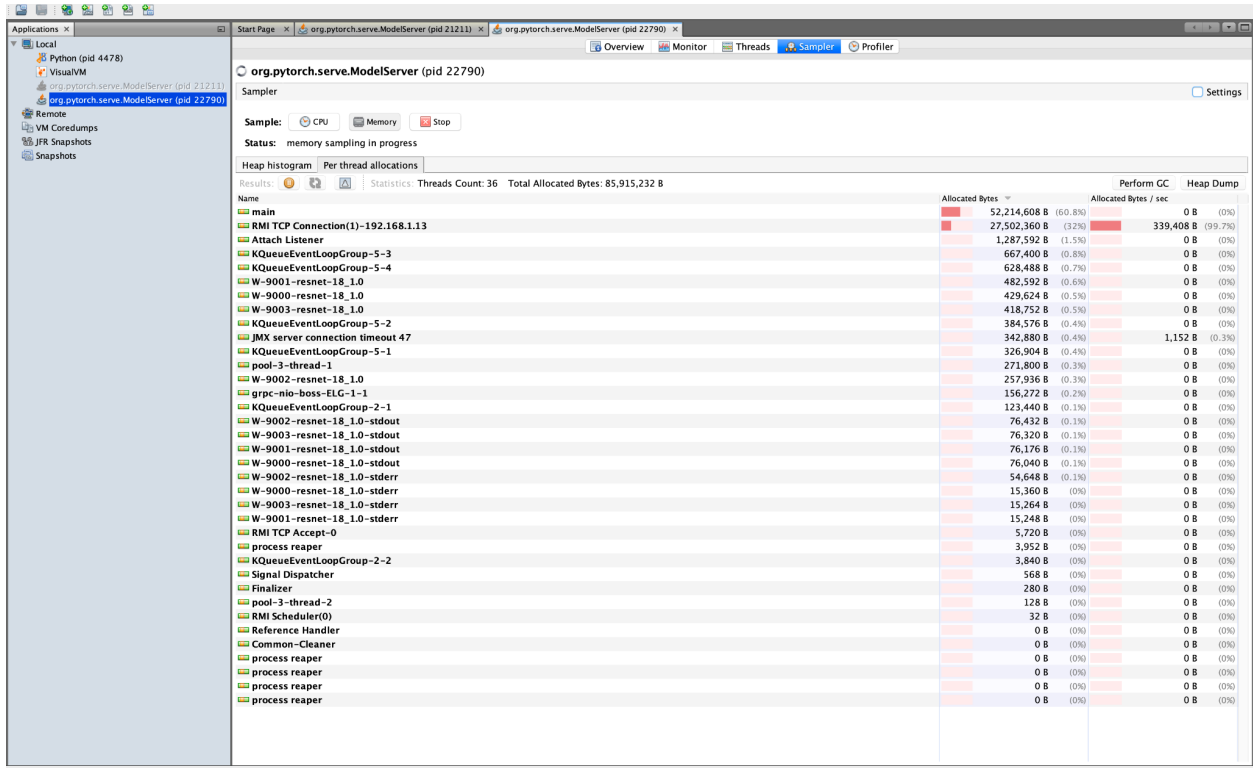 Applications ×
Start Page × org.pytorch.serve.ModelServer (pid 21211) × org.pytorch.serve.ModelServer (pid 22790) ×
Local
Python (pid 4478)
VisualVM
org.pytorch.serve.ModelServer (pid 21211)
org.pytorch.serve.ModelServer (pid 22790)
Remote
VM Coredumps
JFR Snapshots
Snapshots
Overview Monitor Threads Sampler Profiler
org.pytorch.serve.ModelServer (pid 22790)
Sampler Settings
Sample: CPU Memory Stop
Status: memory sampling in progress
Heap histogram Per thread allocations
Results: Statistics: Threads Count: 36 Total Allocated Bytes: 85,915,232 B Perform GC Heap Dump
Name Allocated Bytes Allocated Bytes / sec
main 52,214,608 B (60.8%) 0 B (0%)
RMI TCP Connection(1)-192.168.1.13 27,502,360 B (32%) 339,408 B (99.7%)
Attach Listener 1,287,592 B (1.5%) 0 B (0%)
KQueueEventLoopGroup-5-3 667,400 B (0.8%) 0 B (0%)
KQueueEventLoopGroup-5-4 628,488 B (0.7%) 0 B (0%)
W-9001-resnet-18_1.0 482,592 B (0.6%) 0 B (0%)
W-9000-resnet-18_1.0 429,624 B (0.5%) 0 B (0%)
W-9003-resnet-18_1.0 418,752 B (0.5%) 0 B (0%)
KQueueEventLoopGroup-5-2 384,576 B (0.4%) 0 B (0%)
JMX server connection timeout 47 342,880 B (0.4%) 1,152 B (0.3%)
KQueueEventLoopGroup-5-1 326,904 B (0.4%) 0 B (0%)
pool-3-thread-1 271,800 B (0.3%) 0 B (0%)
W-9002-resnet-18_1.0 257,936 B (0.3%) 0 B (0%)
grpc-nio-boss-ELG-1-1 156,272 B (0.2%) 0 B (0%)
KQueueEventLoopGroup-2-1 123,440 B (0.1%) 0 B (0%)
W-9002-resnet-18_1.0-stdout 76,432 B (0.1%) 0 B (0%)
W-9003-resnet-18_1.0-stdout 76,320 B (0.1%) 0 B (0%)
W-9001-resnet-18_1.0-stdout 76,176 B (0.1%) 0 B (0%)
W-9000-resnet-18_1.0-stdout 76,040 B (0.1%) 0 B (0%)
W-9002-resnet-18_1.0-stderr 54,648 B (0.1%) 0 B (0%)
W-9000-resnet-18_1.0-stderr 15,360 B (0%) 0 B (0%)
W-9003-resnet-18_1.0-stderr 15,264 B (0%) 0 B (0%)
W-9001-resnet-18_1.0-stderr 15,248 B (0%) 0 B (0%)
RMI TCP Accept-0 5,720 B (0%) 0 B (0%)
process reaper 3,952 B (0%) 0 B (0%)
KQueueEventLoopGroup-2-2 3,840 B (0%) 0 B (0%)
Signal Dispatcher 568 B (0%) 0 B (0%)
Finalizer 280 B (0%) 0 B (0%)
pool-3-thread-2 128 B (0%) 0 B (0%)
RMI Scheduler(0) 32 B (0%) 0 B (0%)
Reference Handler 0 B (0%) 0 B (0%)
Common-Cleaner 0 B (0%) 0 B (0%)
process reaper 0 B (0%) 0 B (0%)
process reaper 0 B (0%) 0 B (0%)
process reaper 0 B (0%) 0 B (0%)
process reaper 0 B (0%) 0 B (0%)